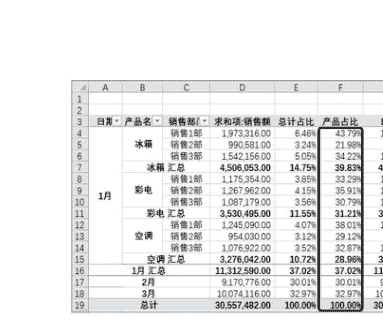 A B C D E F
1
2
3 日期 产品名 销售部门 求和项:销售额 总计占比 产品占比
4 销售1部 1,973,316.00 6.46% 43.79%
5 冰箱 销售2部 990,581.00 3.24% 21.98%
6 销售3部 1,542,156.00 5.05% 34.22%
7 冰箱 汇总 4,506,053.00 14.75% 39.83%
8 销售1部 1,175,354.00 3.85% 33.29%
9 1月 彩电 销售2部 1,267,962.00 4.15% 35.91%
10 销售3部 1,087,179.00 3.56% 30.79%
11 彩电 汇总 3,530,495.00 11.55% 31.21%
12 销售1部 1,245,090.00 4.07% 38.01%
13 空调 销售2部 954,030.00 3.12% 29.12%
14 销售3部 1,076,922.00 3.52% 32.87%
15 空调 汇总 3,276,042.00 10.72% 28.96%
16 1月 汇总 11,312,590.00 37.02% 37.02% 11
17 2月 9,170,776.00 30.01% 30.01%
18 3月 10,074,116.00 32.97% 32.97% 10
19 总计 30,557,482.00 100.00% 100.00% 30